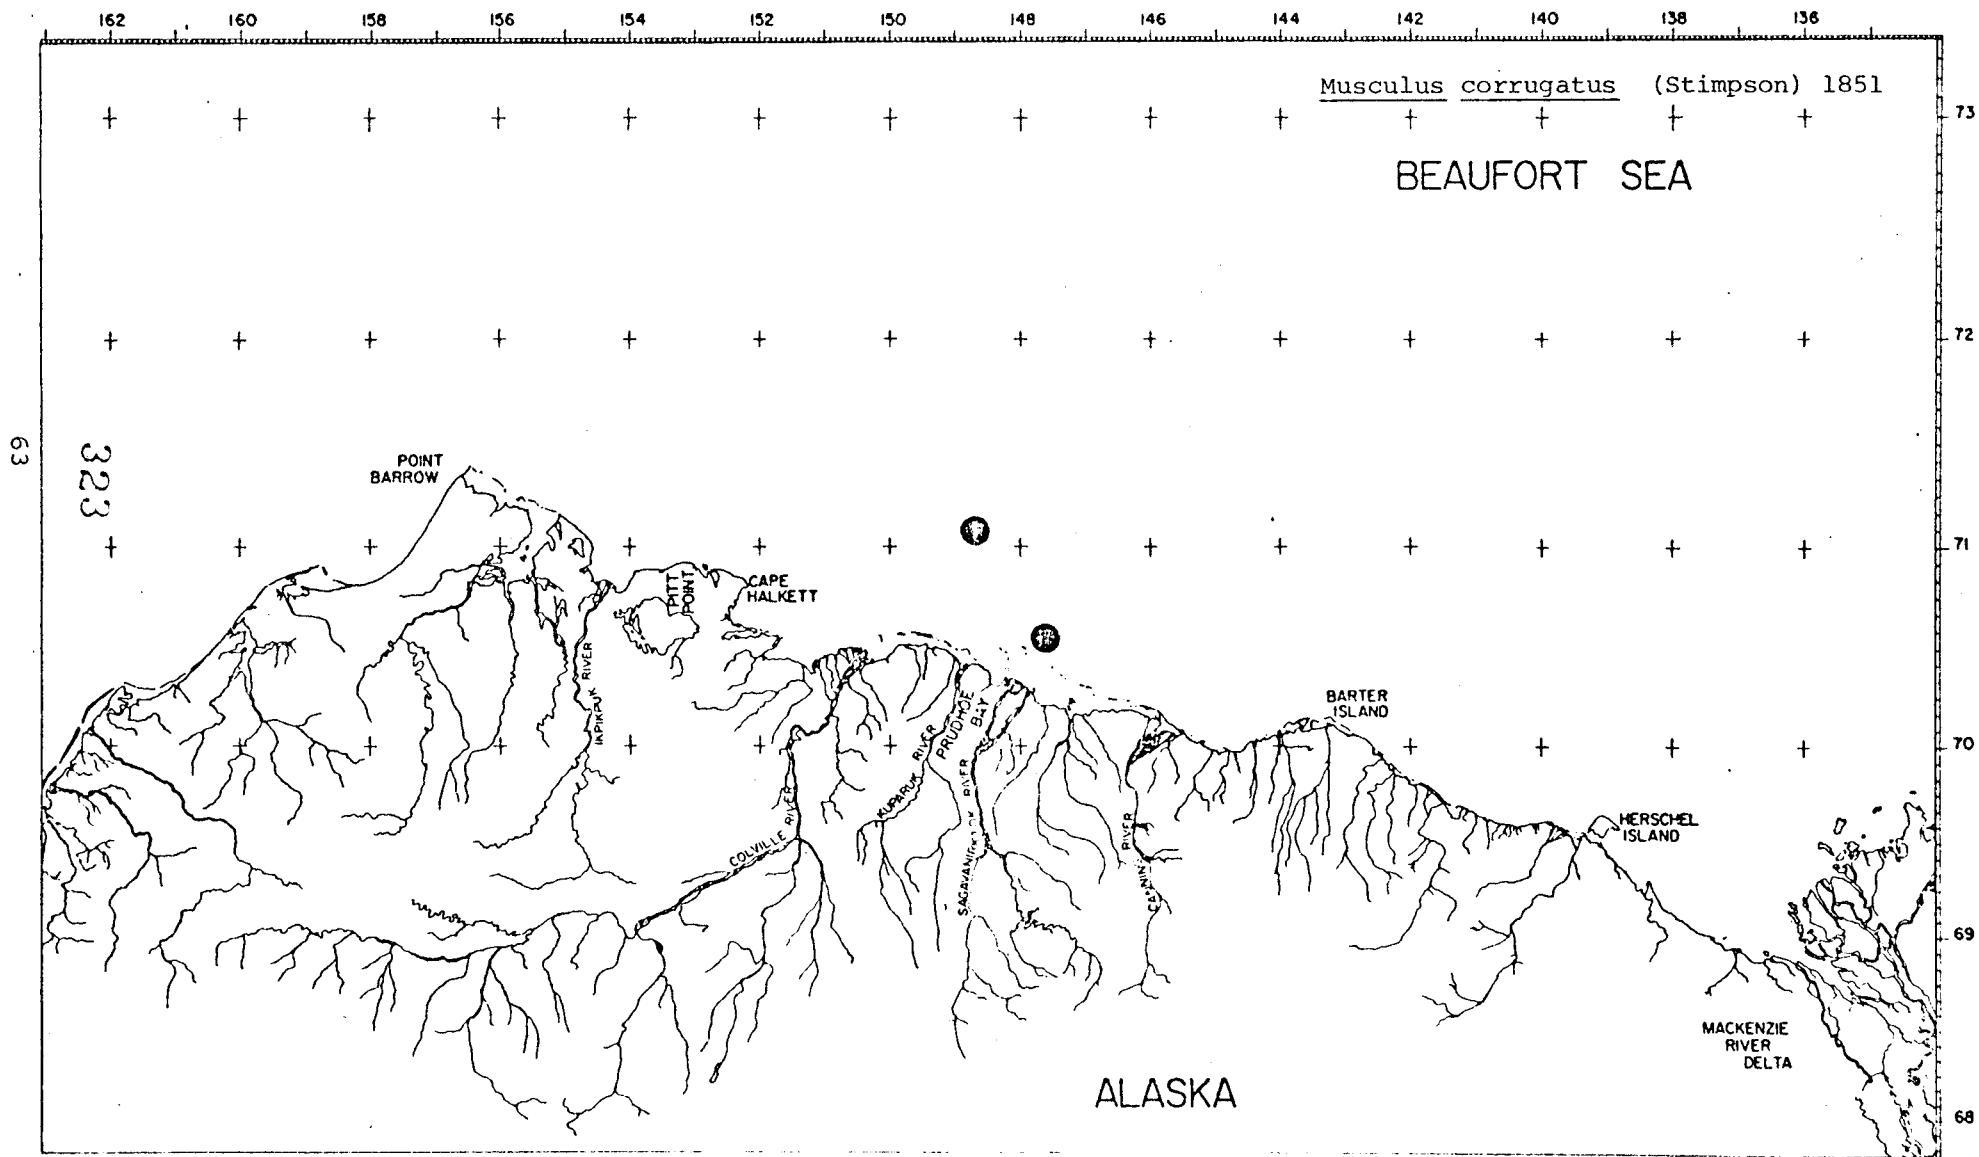 162 160 158 156 154 152 150 148 146 144 142 140 138 136
Musculus corrugatus (Stimpson) 1851
73
BEAUFORT SEA
72
63
323
POINT
BARROW
71
PITT
POINT
CAPE
HALKETT
IKPIKPUK RIVER
PRUDHOE
BAY
BARTER
ISLAND
70
KUPARUK RIVER
COLVILLE RIVER
SAGAVANIRKTOK RIVER
CANNING RIVER
HERSCHEL
ISLAND
69
MACKENZIE
RIVER
DELTA
ALASKA
68